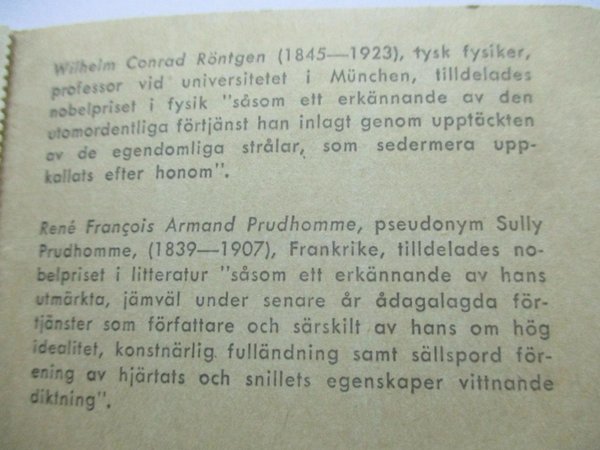 Wilhelm Conrad Röntgen (1845—1923), tysk fysiker,
professor vid universitetet i München, tilldelades
nobelpriset i fysik "såsom ett erkännande av den
utomordentliga förtjänst han inlagt genom upptäckten
av de egendomliga strålar, som sedermera upp-
kallats efter honom".
René François Armand Prudhomme, pseudonym Sully
Prudhomme, (1839—1907), Frankrike, tilldelades no-
belpriset i litteratur "såsom ett erkännande av hans
utmärkta, jämväl under senare år ådagalagda för-
tjänster som författare och särskilt av hans om hög
idealitet, konstnärlig fulländning samt sällspord för-
ening av hjärtats och snillets egenskaper vittnande
diktning".